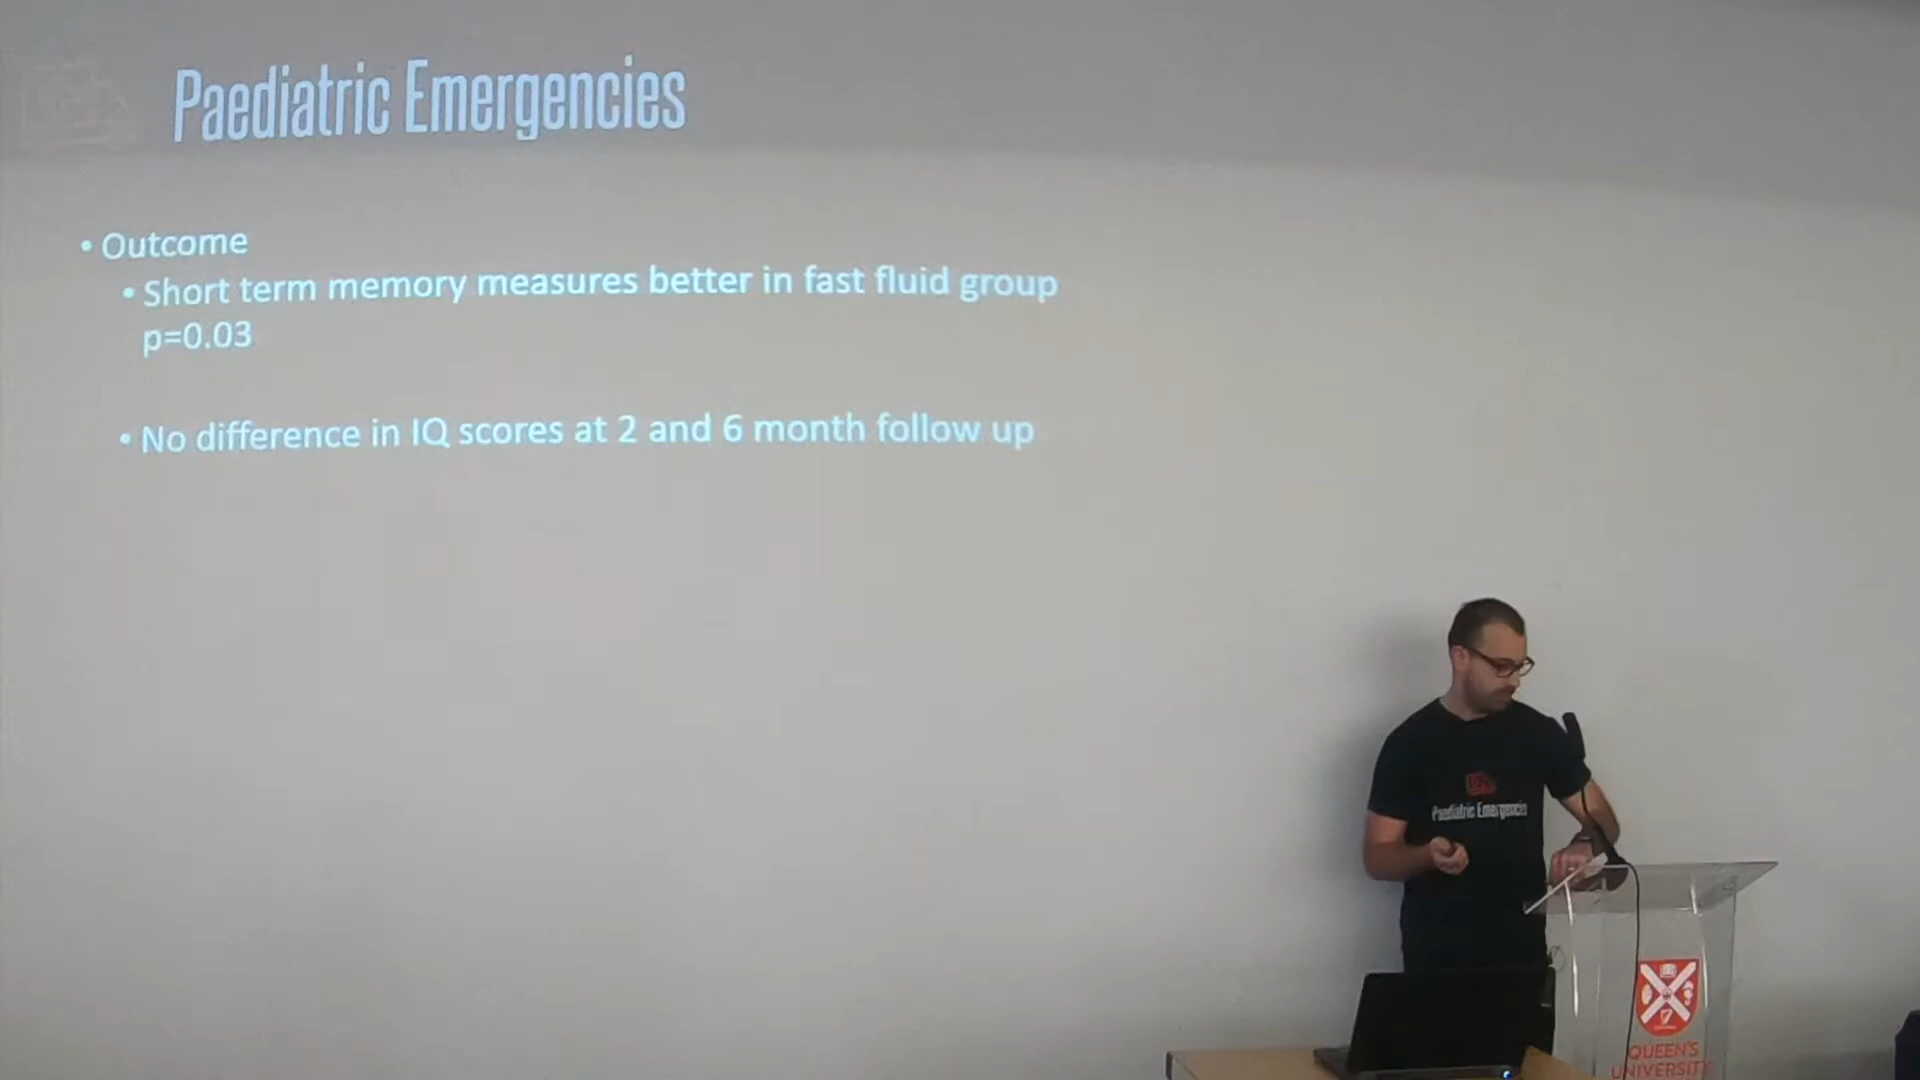 Paediatric Emergencies
• Outcome
• Short term memory measures better in fast fluid group
p=0.03
• No difference in IQ scores at 2 and 6 month follow up
Paediatric Emergencies
QUEEN'S
UNIVERSITY